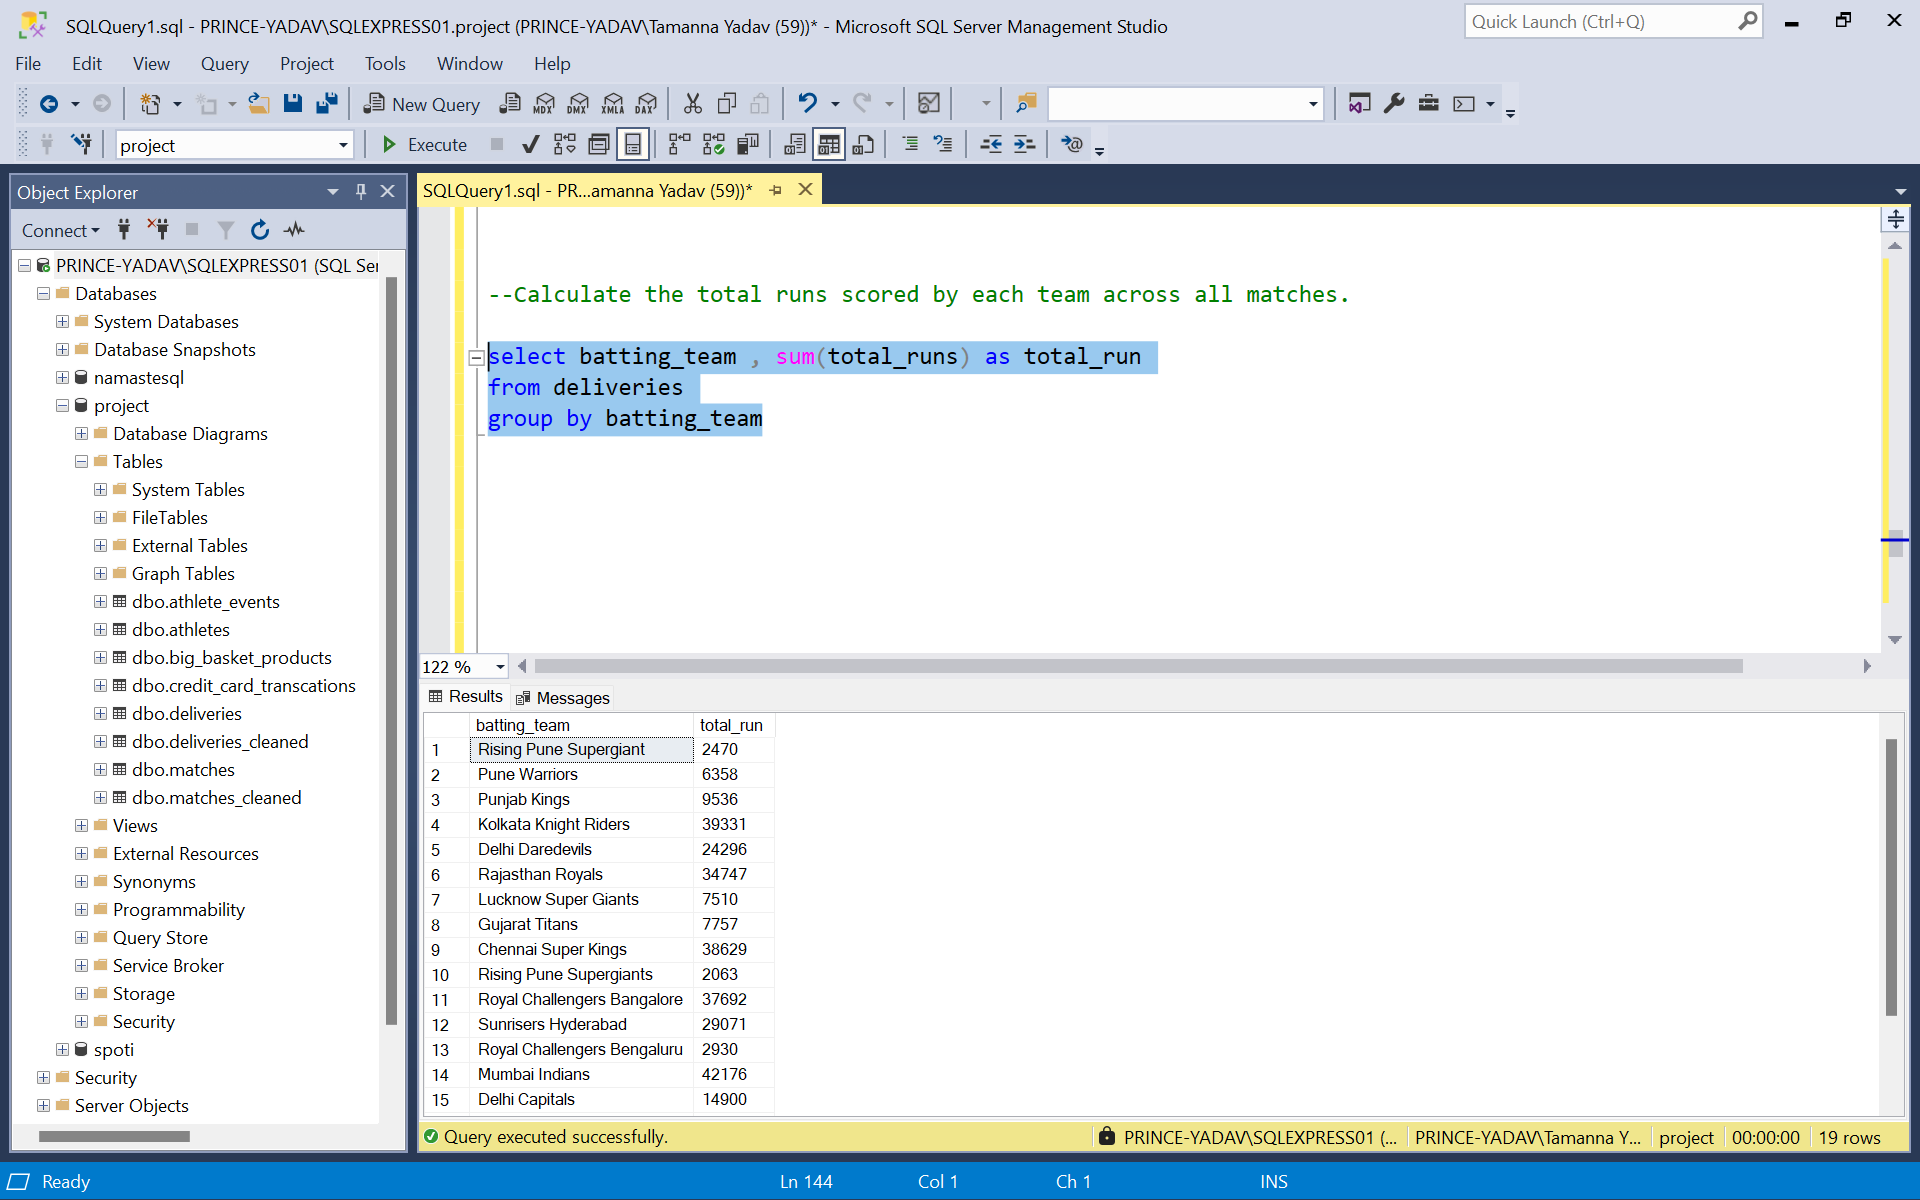 SQLQuery1.sql - PRINCE-YADAV\SQLEXPRESS01.project (PRINCE-YADAV\Tamanna Yadav (59))* - Microsoft SQL Server Management Studio
Quick Launch (Ctrl+Q)
File Edit View Query Project Tools Window Help
New Query MDX DMX XMLA DAX
project Execute
Object Explorer
SQLQuery1.sql - PR...amanna Yadav (59))*
Connect
PRINCE-YADAV\SQLEXPRESS01 (SQL Ser
Databases
System Databases
Database Snapshots
namastesql
project
Database Diagrams
Tables
System Tables
FileTables
External Tables
Graph Tables
dbo.athlete_events
dbo.athletes
dbo.big_basket_products
dbo.credit_card_transcations
dbo.deliveries
dbo.deliveries_cleaned
dbo.matches
dbo.matches_cleaned
Views
External Resources
Synonyms
Programmability
Query Store
Service Broker
Storage
Security
spoti
Security
Server Objects
--Calculate the total runs scored by each team across all matches.
select batting_team , sum(total_runs) as total_run
from deliveries
group by batting_team
122 %
Results Messages
batting_team total_run
1 Rising Pune Supergiant 2470
2 Pune Warriors 6358
3 Punjab Kings 9536
4 Kolkata Knight Riders 39331
5 Delhi Daredevils 24296
6 Rajasthan Royals 34747
7 Lucknow Super Giants 7510
8 Gujarat Titans 7757
9 Chennai Super Kings 38629
10 Rising Pune Supergiants 2063
11 Royal Challengers Bangalore 37692
12 Sunrisers Hyderabad 29071
13 Royal Challengers Bengaluru 2930
14 Mumbai Indians 42176
15 Delhi Capitals 14900
Query executed successfully. PRINCE-YADAV\SQLEXPRESS01 (... PRINCE-YADAV\Tamanna Y... project 00:00:00 19 rows
Ready Ln 144 Col 1 Ch 1 INS